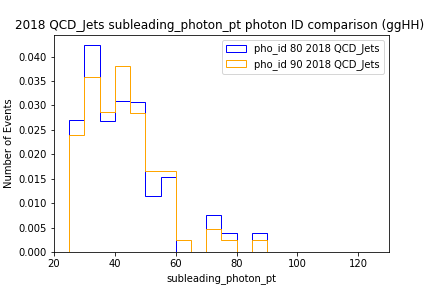 2018 QCD_Jets subleading_photon_pt photon ID comparison (ggHH)
pho_id 80 2018 QCD_Jets
pho_id 90 2018 QCD_Jets
Number of Events
0.040
0.035
0.030
0.025
0.020
0.015
0.010
0.005
0.000
20 40 60 80 100 120
subleading_photon_pt